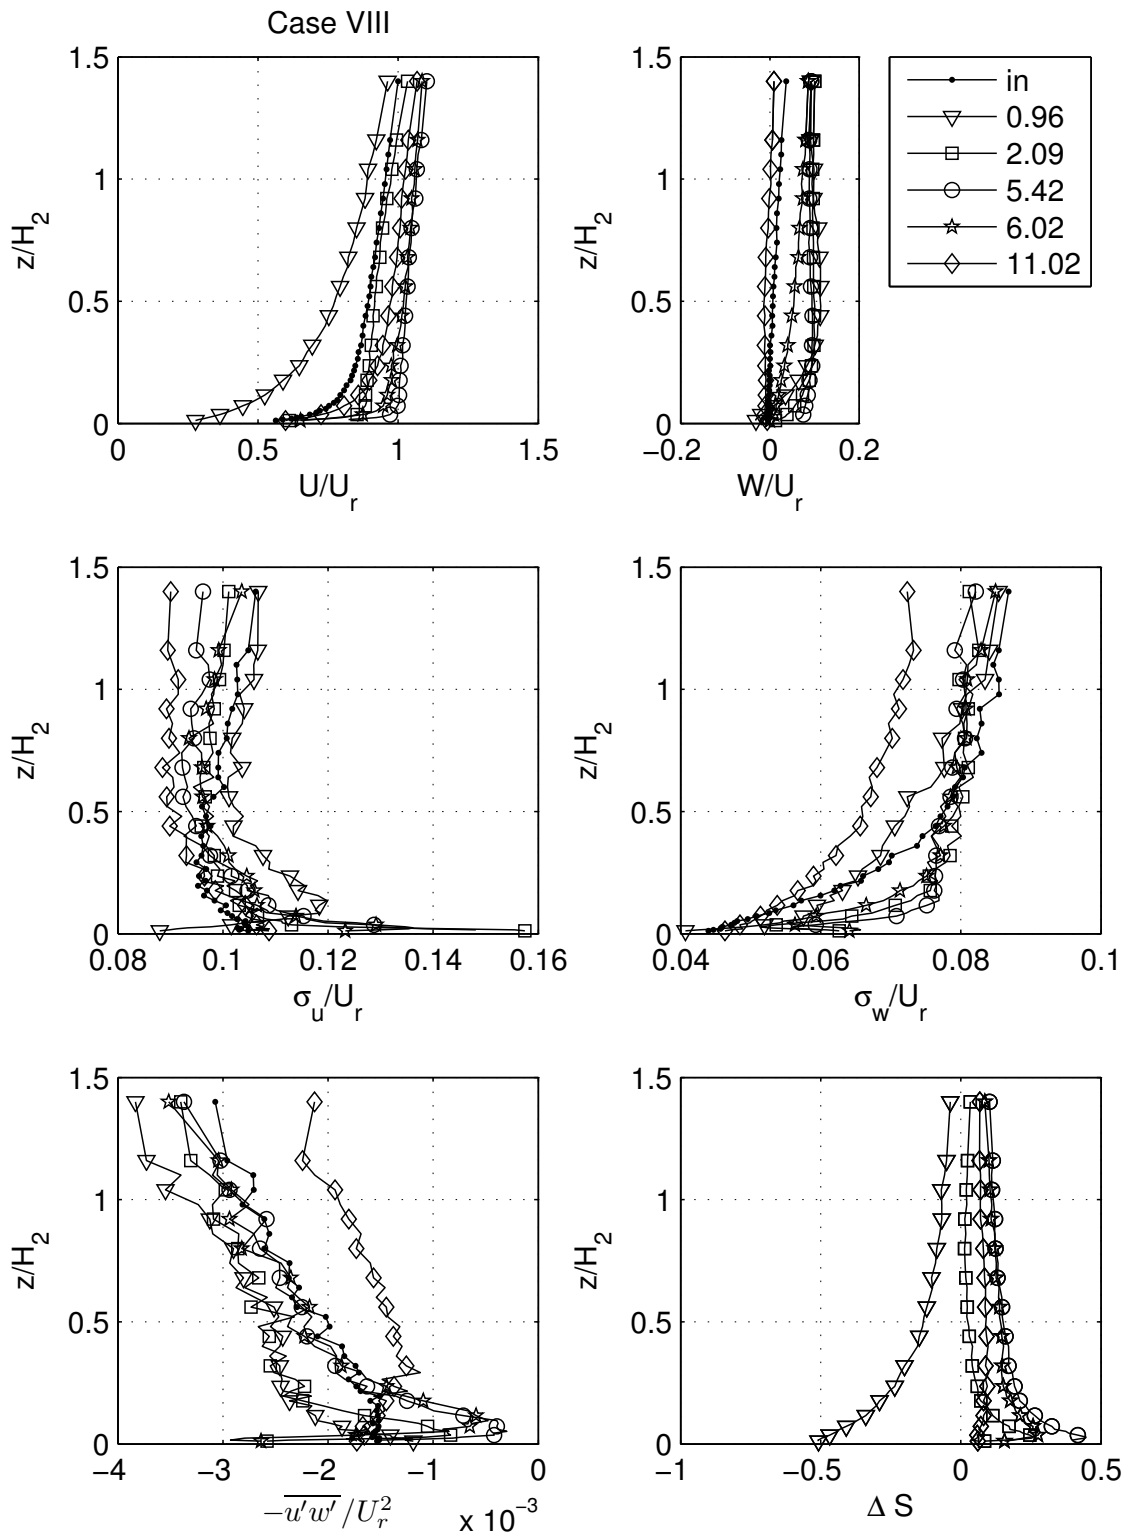 Case VIII
1.5
1
0.5
0
z/H₂
0 0.5 1 1.5
U/Uᵣ
1.5
1
0.5
0
z/H₂
−0.2 0 0.2
W/Uᵣ
in
0.96
2.09
5.42
6.02
11.02
1.5
1
0.5
0
z/H₂
0.08 0.1 0.12 0.14 0.16
σᵤ/Uᵣ
1.5
1
0.5
0
z/H₂
0.04 0.06 0.08 0.1
σ_w/Uᵣ
1.5
1
0.5
0
z/H₂
−4 −3 −2 −1 0
−u′w′/Uᵣ²
x 10⁻³
1.5
1
0.5
0
z/H₂
−1 −0.5 0 0.5
Δ S